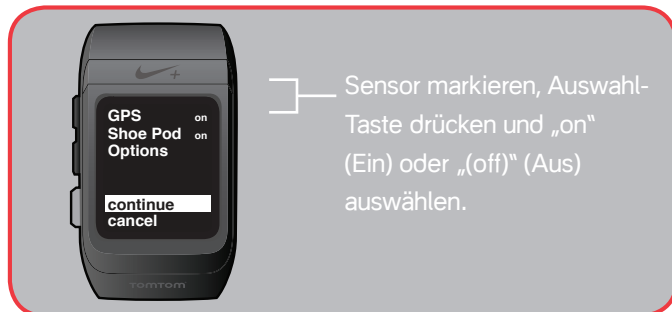 GPS on
Shoe Pod on
Options
continue
cancel
TOMTOM
Sensor markieren, Auswahl-
Taste drücken und „on“
(Ein) oder „(off)“ (Aus)
auswählen.